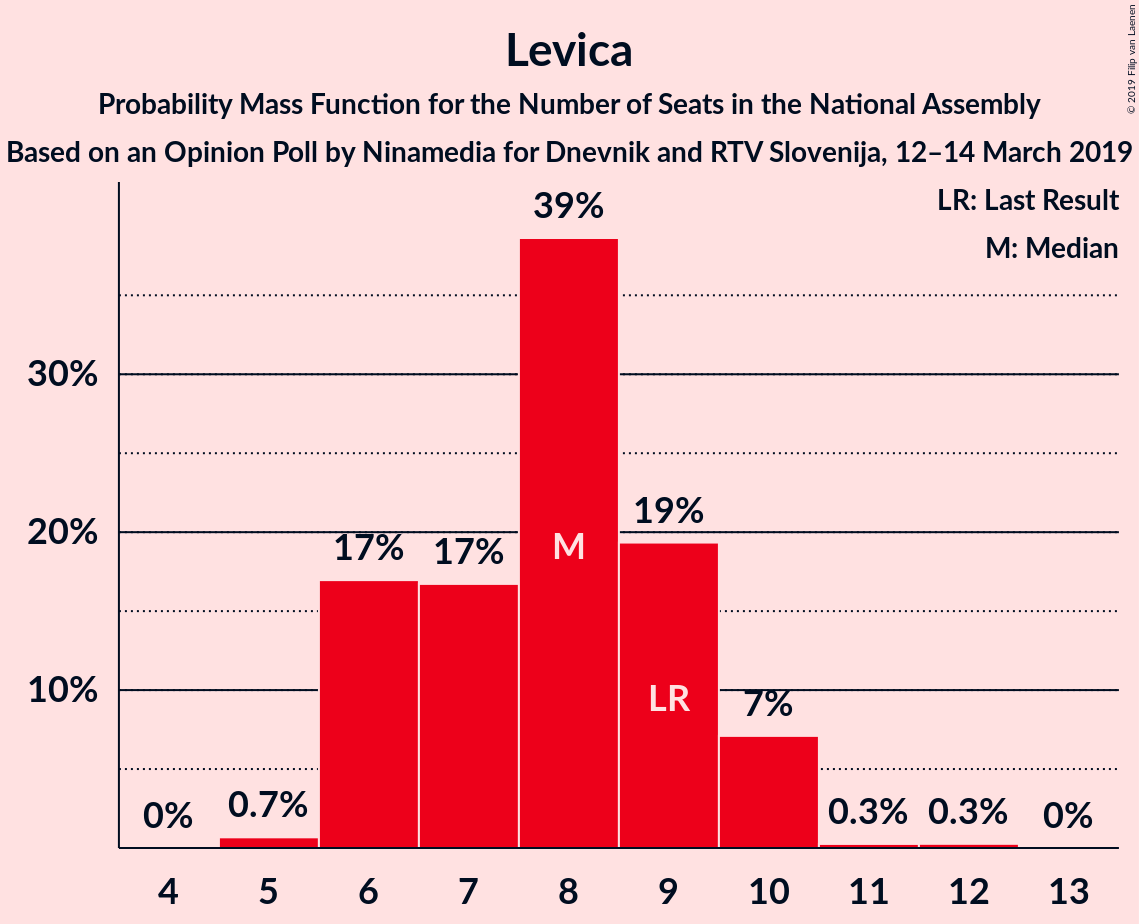 Levica
Probability Mass Function for the Number of Seats in the National Assembly
Based on an Opinion Poll by Ninamedia for Dnevnik and RTV Slovenija, 12–14 March 2019
© 2019 Filip van Laenen
LR: Last Result
M: Median
39%
30%
19%
20%
17%
17%
M
LR
10%
7%
0%
0.7%
0.3%
0.3%
0%
4 5 6 7 8 9 10 11 12 13